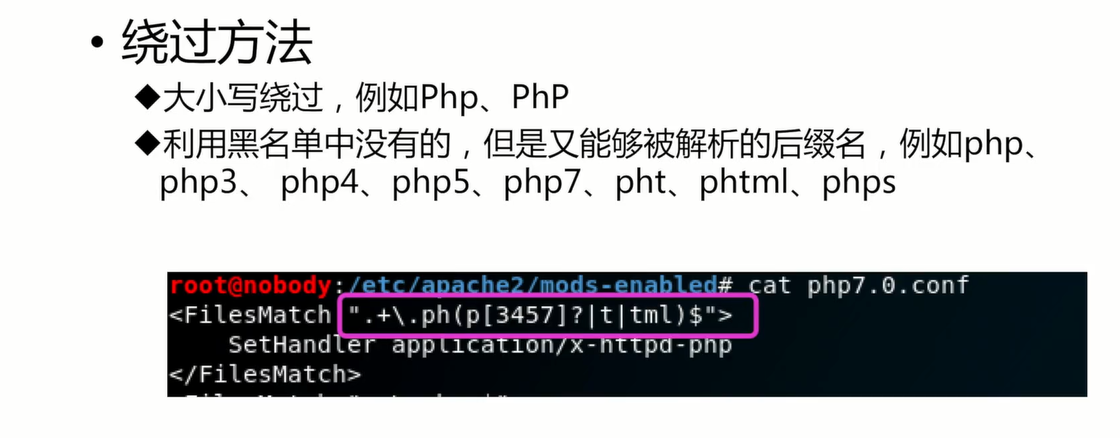 • 绕过方法
◆大小写绕过，例如Php、PhP
◆利用黑名单中没有的，但是又能够被解析的后缀名，例如php、
php3、 php4、php5、php7、pht、phtml、phps
root@nobody:/etc/apache2/mods-enabled# cat php7.0.conf
<FilesMatch ".+\.ph(p[3457]?|t|tml)$">
    SetHandler application/x-httpd-php
</FilesMatch>